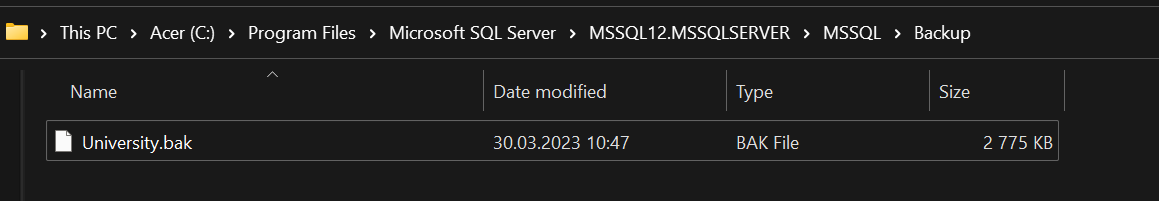 This PC > Acer (C:) > Program Files > Microsoft SQL Server > MSSQL12.MSSQLSERVER > MSSQL > Backup
Name Date modified Type Size
University.bak 30.03.2023 10:47 BAK File 2 775 KB